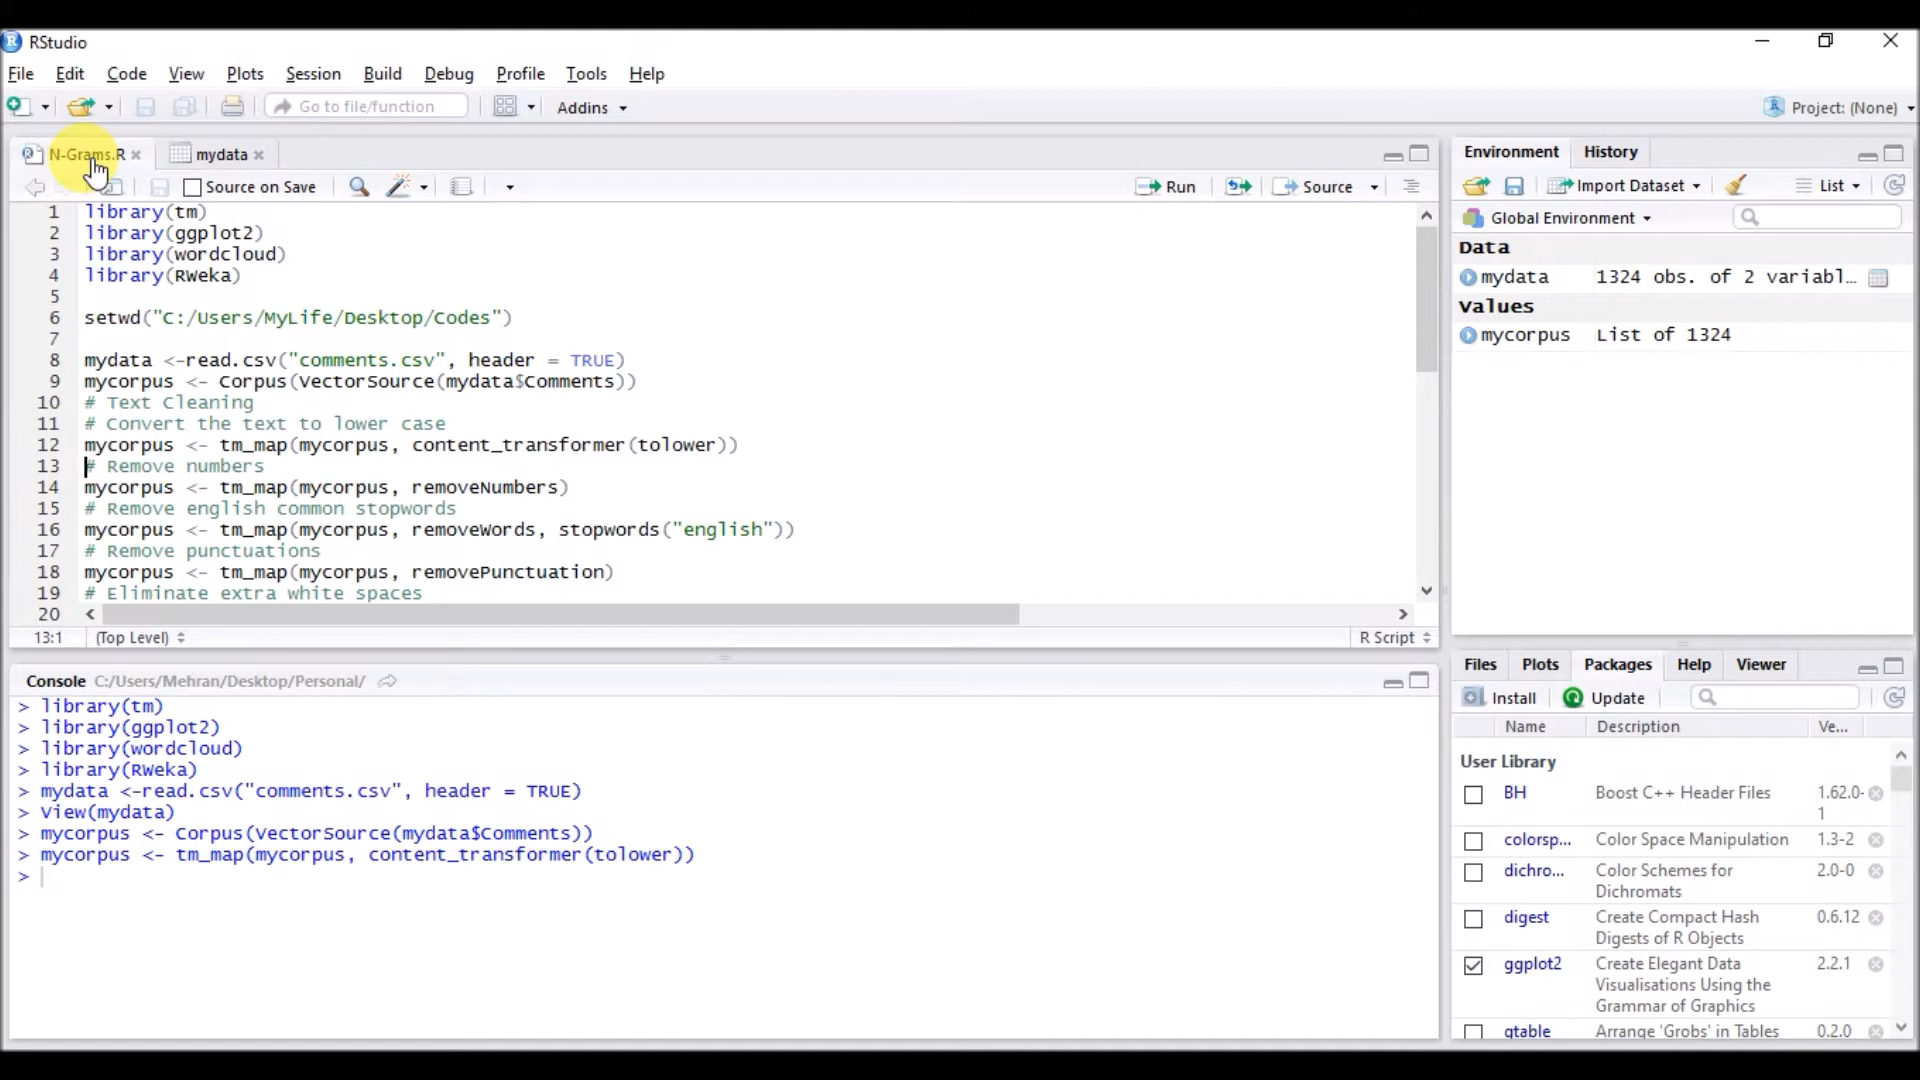 RStudio
File Edit Code View Plots Session Build Debug Profile Tools Help
Go to file/function Addins Project: (None)
N-Grams.R mydata
Source on Save Run Source
1 library(tm)
2 library(ggplot2)
3 library(wordcloud)
4 library(RWeka)
5
6 setwd("C:/Users/MyLife/Desktop/Codes")
7
8 mydata <-read.csv("comments.csv", header = TRUE)
9 mycorpus <- Corpus(VectorSource(mydata$Comments))
10 # Text Cleaning
11 # Convert the text to lower case
12 mycorpus <- tm_map(mycorpus, content_transformer(tolower))
13 # Remove numbers
14 mycorpus <- tm_map(mycorpus, removeNumbers)
15 # Remove english common stopwords
16 mycorpus <- tm_map(mycorpus, removeWords, stopwords("english"))
17 # Remove punctuations
18 mycorpus <- tm_map(mycorpus, removePunctuation)
19 # Eliminate extra white spaces
20
13:1 (Top Level) R Script
Console C:/Users/Mehran/Desktop/Personal/
> library(tm)
> library(ggplot2)
> library(wordcloud)
> library(RWeka)
> mydata <-read.csv("comments.csv", header = TRUE)
> View(mydata)
> mycorpus <- Corpus(VectorSource(mydata$Comments))
> mycorpus <- tm_map(mycorpus, content_transformer(tolower))
>
Environment History
Import Dataset List
Global Environment
Data
mydata 1324 obs. of 2 variabl…
Values
mycorpus List of 1324
Files Plots Packages Help Viewer
Install Update
Name Description Ve...
User Library
BH Boost C++ Header Files 1.62.0-
1
colorsp... Color Space Manipulation 1.3-2
dichro... Color Schemes for 2.0-0
Dichromats
digest Create Compact Hash 0.6.12
Digests of R Objects
ggplot2 Create Elegant Data 2.2.1
Visualisations Using the
Grammar of Graphics
gtable Arrange 'Grobs' in Tables 0.2.0